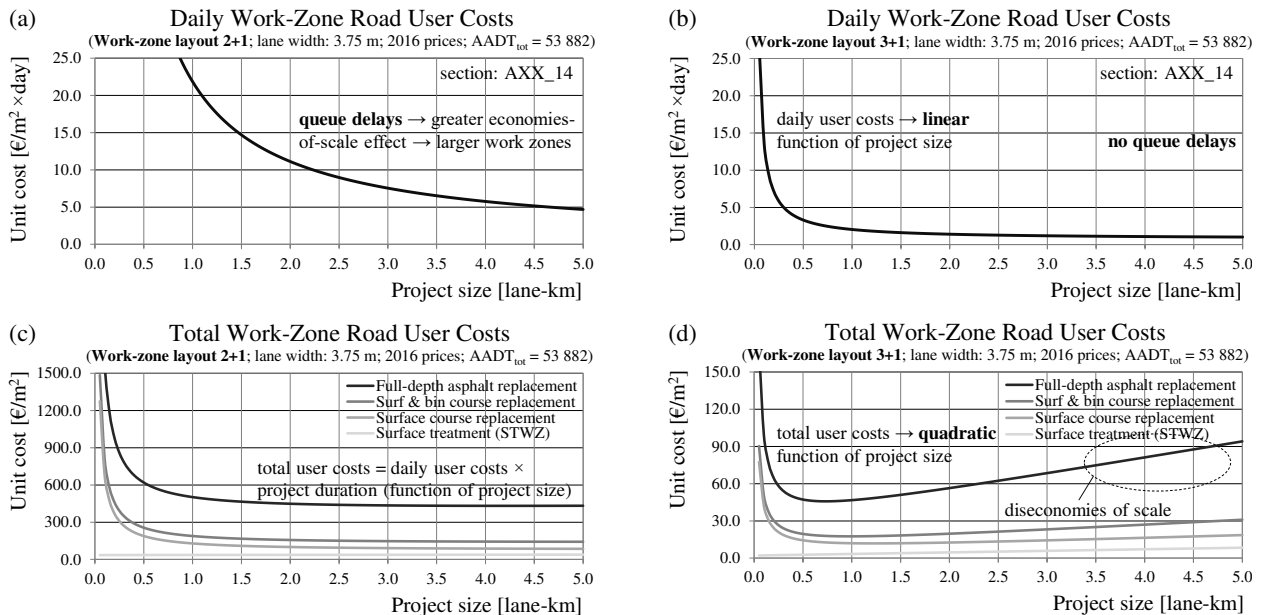 (a) Daily Work-Zone Road User Costs
(Work-zone layout 2+1; lane width: 3.75 m; 2016 prices; AADTtot = 53 882)
Unit cost [€/m² ×day]
25.0
20.0
15.0
10.0
5.0
0.0
section: AXX_14
queue delays → greater economies-
of-scale effect → larger work zones
0.0 0.5 1.0 1.5 2.0 2.5 3.0 3.5 4.0 4.5 5.0
Project size [lane-km]
(b) Daily Work-Zone Road User Costs
(Work-zone layout 3+1; lane width: 3.75 m; 2016 prices; AADTtot = 53 882)
Unit cost [€/m² ×day]
25.0
20.0
15.0
10.0
5.0
0.0
section: AXX_14
daily user costs → linear
function of project size
no queue delays
0.0 0.5 1.0 1.5 2.0 2.5 3.0 3.5 4.0 4.5 5.0
Project size [lane-km]
(c) Total Work-Zone Road User Costs
(Work-zone layout 2+1; lane width: 3.75 m; 2016 prices; AADTtot = 53 882)
Unit cost [€/m²]
1500.0
1200.0
900.0
600.0
300.0
0.0
Full-depth asphalt replacement
Surf & bin course replacement
Surface course replacement
Surface treatment (STWZ)
total user costs = daily user costs ×
project duration (function of project size)
0.0 0.5 1.0 1.5 2.0 2.5 3.0 3.5 4.0 4.5 5.0
Project size [lane-km]
(d) Total Work-Zone Road User Costs
(Work-zone layout 3+1; lane width: 3.75 m; 2016 prices; AADTtot = 53 882)
Unit cost [€/m²]
150.0
120.0
90.0
60.0
30.0
0.0
Full-depth asphalt replacement
Surf & bin course replacement
Surface course replacement
Surface treatment (STWZ)
total user costs → quadratic
function of project size
diseconomies of scale
0.0 0.5 1.0 1.5 2.0 2.5 3.0 3.5 4.0 4.5 5.0
Project size [lane-km]